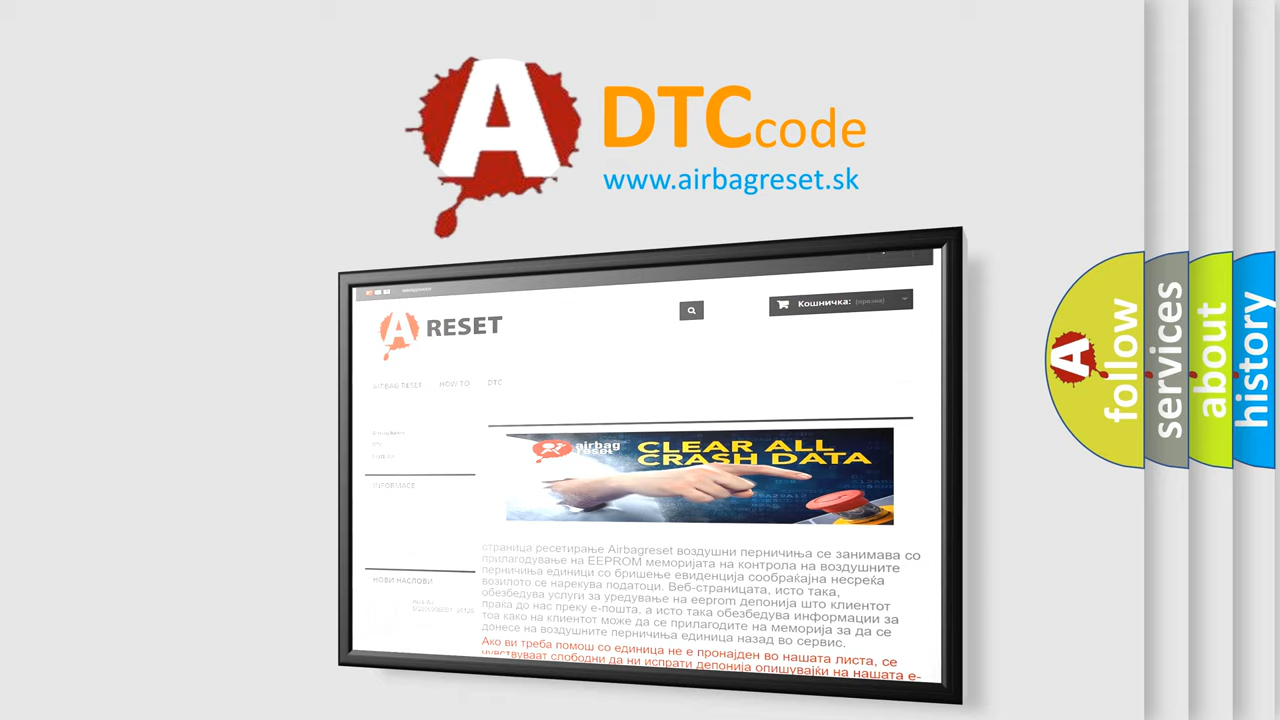 A
DTCcode
www.airbagreset.sk
A RESET
Кошничка: (празна)
AIRBAG RESET HOW TO DTC
INFORMACE
airbag
reset
CLEAR ALL
CRASH DATA
страница ресетирање Airbagreset воздушни перничиња се занимава со
прилагодување на EEPROM меморијата на контрола на воздушните
перничиња единици со бришење евиденција сообраќајна несреќа
возилото се нарекува податоци. Веб-страницата, исто така,
обезбедува услуги за уредување на eeprom депонија што клиентот
праќа до нас преку е-пошта, а исто така обезбедува информации за
тоа како на клиентот може да се прилагодите на меморија за да се
донесе на воздушните перничиња единица назад во сервис.
Ако ви треба помош со единица не е пронајден во нашата листа, се
чувствуваат слободни да ни испрати депонија опишувајќи на нашата е-
НОВИ НАСЛОВИ
A
follow
services
about
history